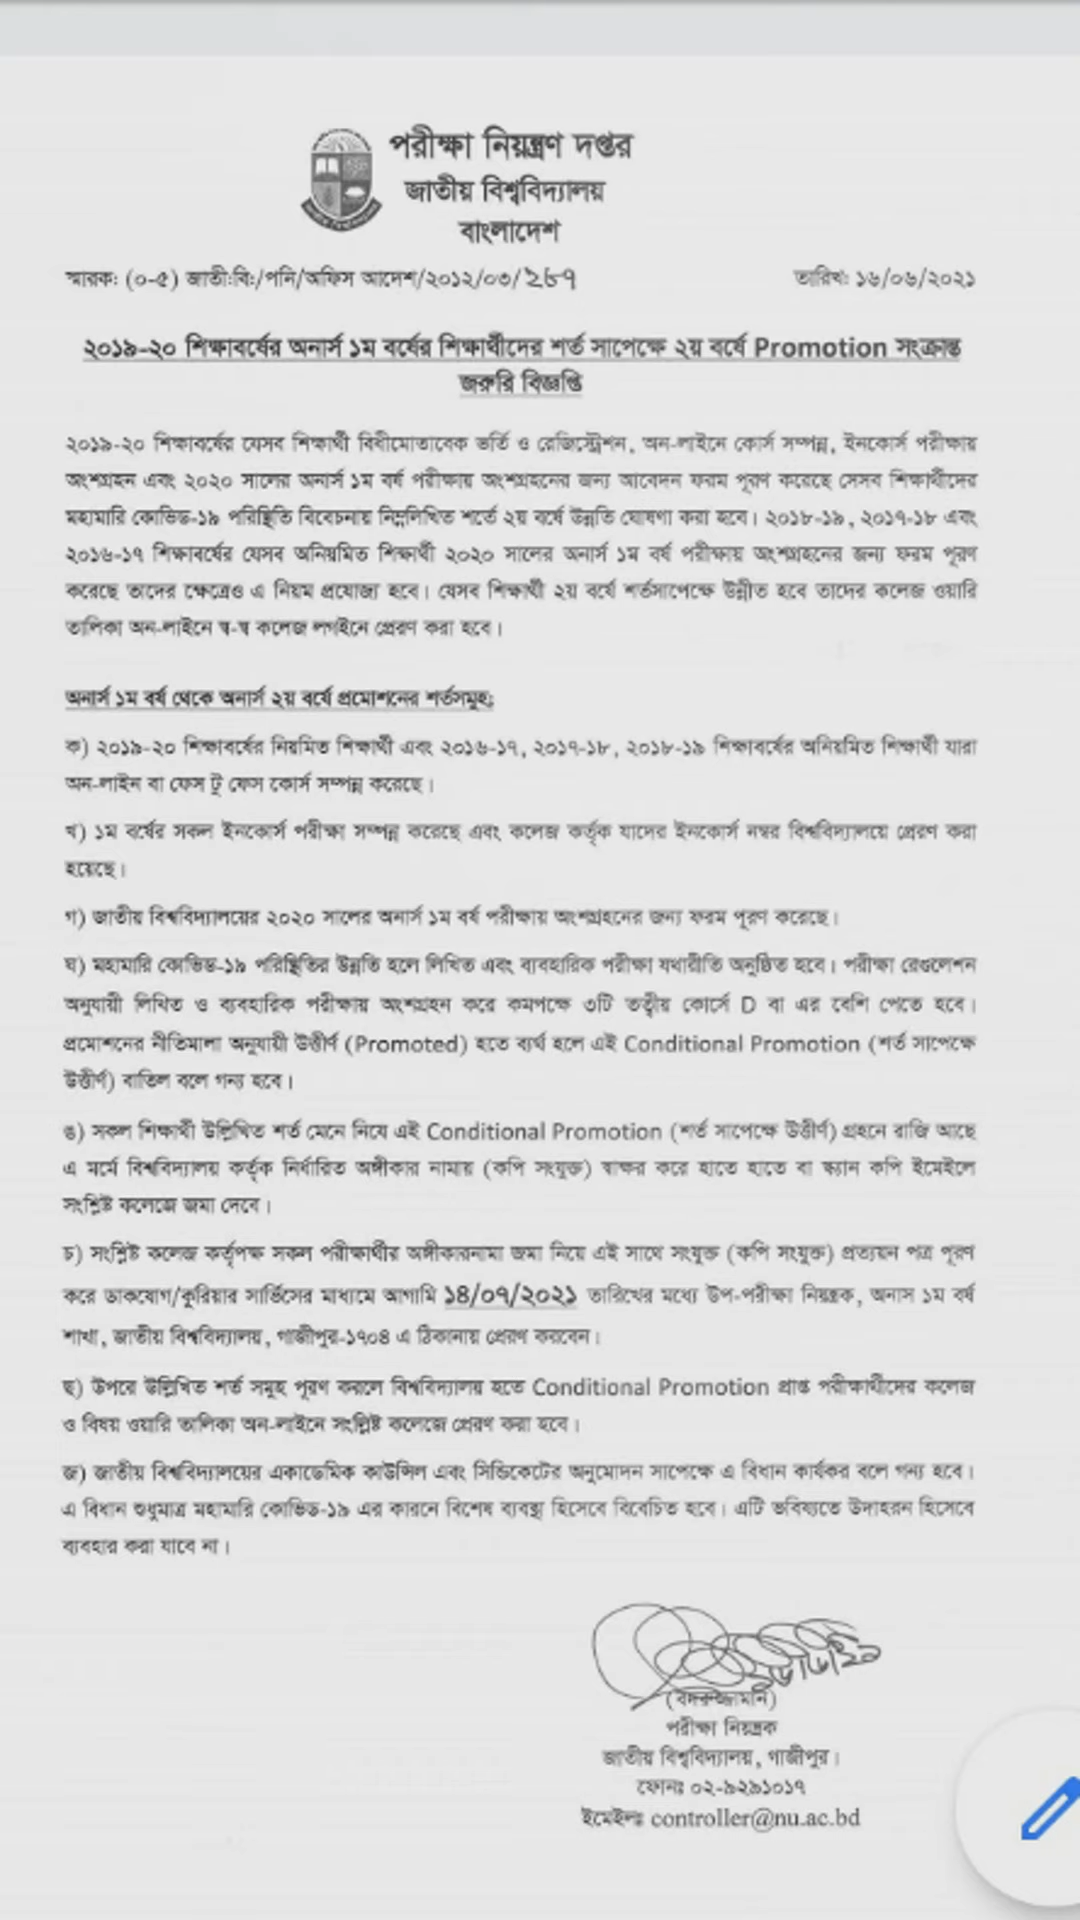 পরীক্ষা নিয়ন্ত্রণ দপ্তর
জাতীয় বিশ্ববিদ্যালয়
বাংলাদেশ
স্মারক: (০-৫) জাতী:বি:/পনি/অফিস আদেশ/২০১২/০৩/২৮৭ তারিখ: ১৬/০৬/২০২১
২০১৯-২০ শিক্ষাবর্ষের অনার্স ১ম বর্ষের শিক্ষার্থীদের শর্ত সাপেক্ষে ২য় বর্ষে Promotion সংক্রান্ত
জরুরি বিজ্ঞপ্তি
২০১৯-২০ শিক্ষাবর্ষের যেসব শিক্ষার্থী বিধীমোতাবেক ভর্তি ও রেজিস্ট্রেশন, অন-লাইনে কোর্স সম্পন্ন, ইনকোর্স পরীক্ষায়
অংশগ্রহন এবং ২০২০ সালের অনার্স ১ম বর্ষ পরীক্ষায় অংশগ্রহনের জন্য আবেদন ফরম পূরণ করেছে সেসব শিক্ষার্থীদের
মহামারি কোভিড-১৯ পরিস্থিতি বিবেচনায় নিম্নলিখিত শর্তে ২য় বর্ষে উন্নতি ঘোষণা করা হবে। ২০১৮-১৯, ২০১৭-১৮ এবং
২০১৬-১৭ শিক্ষাবর্ষের যেসব অনিয়মিত শিক্ষার্থী ২০২০ সালের অনার্স ১ম বর্ষ পরীক্ষায় অংশগ্রহনের জন্য ফরম পূরণ
করেছে তাদের ক্ষেত্রেও এ নিয়ম প্রযোজ্য হবে। যেসব শিক্ষার্থী ২য় বর্ষে শর্তসাপেক্ষে উন্নীত হবে তাদের কলেজ ওয়ারি
তালিকা অন-লাইনে স্ব-স্ব কলেজ লগইনে প্রেরণ করা হবে।
অনার্স ১ম বর্ষ থেকে অনার্স ২য় বর্ষে প্রমোশনের শর্তসমূহঃ
ক) ২০১৯-২০ শিক্ষাবর্ষের নিয়মিত শিক্ষার্থী এবং ২০১৬-১৭, ২০১৭-১৮, ২০১৮-১৯ শিক্ষাবর্ষের অনিয়মিত শিক্ষার্থী যারা
অন-লাইন বা ফেস টু ফেস কোর্স সম্পন্ন করেছে।
খ) ১ম বর্ষের সকল ইনকোর্স পরীক্ষা সম্পন্ন করেছে এবং কলেজ কর্তৃক যাদের ইনকোর্স নম্বর বিশ্ববিদ্যালয়ে প্রেরণ করা
হয়েছে।
গ) জাতীয় বিশ্ববিদ্যালয়ের ২০২০ সালের অনার্স ১ম বর্ষ পরীক্ষায় অংশগ্রহনের জন্য ফরম পূরণ করেছে।
ঘ) মহামারি কোভিড-১৯ পরিস্থিতির উন্নতি হলে লিখিত এবং ব্যবহারিক পরীক্ষা যথারীতি অনুষ্ঠিত হবে। পরীক্ষা রেগুলেশন
অনুযায়ী লিখিত ও ব্যবহারিক পরীক্ষায় অংশগ্রহন করে কমপক্ষে ৩টি তত্বীয় কোর্সে D বা এর বেশি পেতে হবে।
প্রমোশনের নীতিমালা অনুযায়ী উত্তীর্ণ (Promoted) হতে ব্যর্থ হলে এই Conditional Promotion (শর্ত সাপেক্ষে
উত্তীর্ণ) বাতিল বলে গন্য হবে।
ঙ) সকল শিক্ষার্থী উল্লিখিত শর্ত মেনে নিযে এই Conditional Promotion (শর্ত সাপেক্ষে উত্তীর্ণ) গ্রহনে রাজি আছে
এ মর্মে বিশ্ববিদ্যালয় কর্তৃক নির্ধারিত অঙ্গীকার নামায় (কপি সংযুক্ত) স্বাক্ষর করে হাতে হাতে বা স্ক্যান কপি ইমেইলে
সংশ্লিষ্ট কলেজে জমা দেবে।
চ) সংশ্লিষ্ট কলেজ কর্তৃপক্ষ সকল পরীক্ষার্থীর অঙ্গীকারনামা জমা নিয়ে এই সাথে সংযুক্ত (কপি সংযুক্ত) প্রত্যয়ন পত্র পূরণ
করে ডাকযোগ/কুরিয়ার সার্ভিসের মাধ্যমে আগামি ১৪/০৭/২০২১ তারিখের মধ্যে উপ-পরীক্ষা নিয়ন্ত্রক, অনাস ১ম বর্ষ
শাখা, জাতীয় বিশ্ববিদ্যালয়, গাজীপুর-১৭০৪ এ ঠিকানায় প্রেরণ করবেন।
ছ) উপরে উল্লিখিত শর্ত সমুহ পূরণ করলে বিশ্ববিদ্যালয় হতে Conditional Promotion প্রাপ্ত পরীক্ষার্থীদের কলেজ
ও বিষয় ওয়ারি তালিকা অন-লাইনে সংশ্লিষ্ট কলেজে প্রেরণ করা হবে।
জ) জাতীয় বিশ্ববিদ্যালয়ের একাডেমিক কাউন্সিল এবং সিন্ডিকেটের অনুমোদন সাপেক্ষে এ বিধান কার্যকর বলে গন্য হবে।
এ বিধান শুধুমাত্র মহামারি কোভিড-১৯ এর কারনে বিশেষ ব্যবস্থা হিসেবে বিবেচিত হবে। এটি ভবিষ্যতে উদাহরন হিসেবে
ব্যবহার করা যাবে না।
১৬/৬/২১
(বদরুজ্জামান)
পরীক্ষা নিয়ন্ত্রক
জাতীয় বিশ্ববিদ্যালয়, গাজীপুর।
ফোনঃ ০২-৯২৯১০১৭
ইমেইলঃ controller@nu.ac.bd